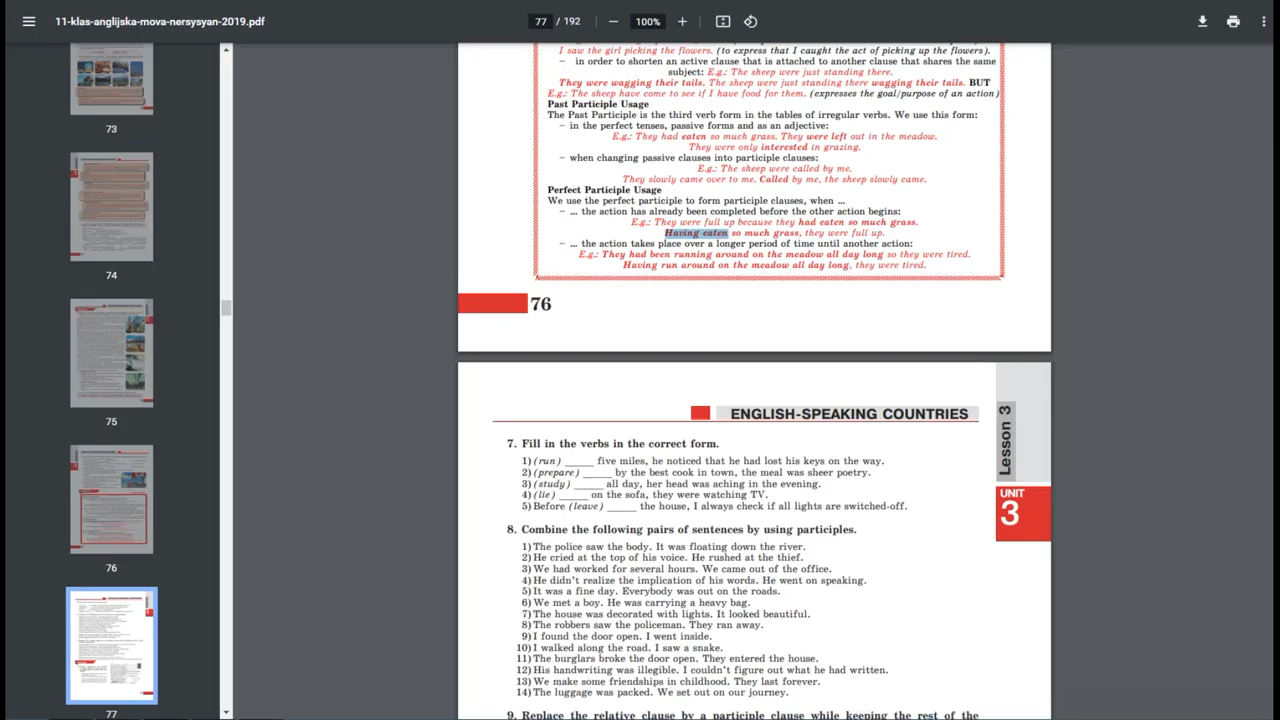 11-klas-anglijska-mova-nersysyan-2019.pdf
77 / 192
100%
73
74
75
76
77
I saw the girl picking the flowers. (to express that I caught the act of picking up the flowers).
– in order to shorten an active clause that is attached to another clause that shares the same
subject: E.g.: The sheep were just standing there.
They were wagging their tails. The sheep were just standing there wagging their tails. BUT
E.g.: The sheep have come to see if I have food for them. (expresses the goal/purpose of an action)
Past Participle Usage
The Past Participle is the third verb form in the tables of irregular verbs. We use this form:
– in the perfect tenses, passive forms and as an adjective:
E.g.: They had eaten so much grass. They were left out in the meadow.
They were only interested in grazing.
– when changing passive clauses into participle clauses:
E.g.: The sheep were called by me.
They slowly came over to me. Called by me, the sheep slowly came.
Perfect Participle Usage
We use the perfect participle to form participle clauses, when ...
– ... the action has already been completed before the other action begins:
E.g.: They were full up because they had eaten so much grass.
Having eaten so much grass, they were full up.
– ... the action takes place over a longer period of time until another action:
E.g.: They had been running around on the meadow all day long so they were tired.
Having run around on the meadow all day long, they were tired.
76
ENGLISH-SPEAKING COUNTRIES
Lesson 3
UNIT
3
7. Fill in the verbs in the correct form.
1) (run) _____ five miles, he noticed that he had lost his keys on the way.
2) (prepare) _____ by the best cook in town, the meal was sheer poetry.
3) (study) _____ all day, her head was aching in the evening.
4) (lie) _____ on the sofa, they were watching TV.
5) Before (leave) _____ the house, I always check if all lights are switched-off.
8. Combine the following pairs of sentences by using participles.
1) The police saw the body. It was floating down the river.
2) He cried at the top of his voice. He rushed at the thief.
3) We had worked for several hours. We came out of the office.
4) He didn't realize the implication of his words. He went on speaking.
5) It was a fine day. Everybody was out on the roads.
6) We met a boy. He was carrying a heavy bag.
7) The house was decorated with lights. It looked beautiful.
8) The robbers saw the policeman. They ran away.
9) I found the door open. I went inside.
10) I walked along the road. I saw a snake.
11) The burglars broke the door open. They entered the house.
12) His handwriting was illegible. I couldn't figure out what he had written.
13) We make some friendships in childhood. They last forever.
14) The luggage was packed. We set out on our journey.
9. Replace the relative clause by a participle clause while keeping the rest of the